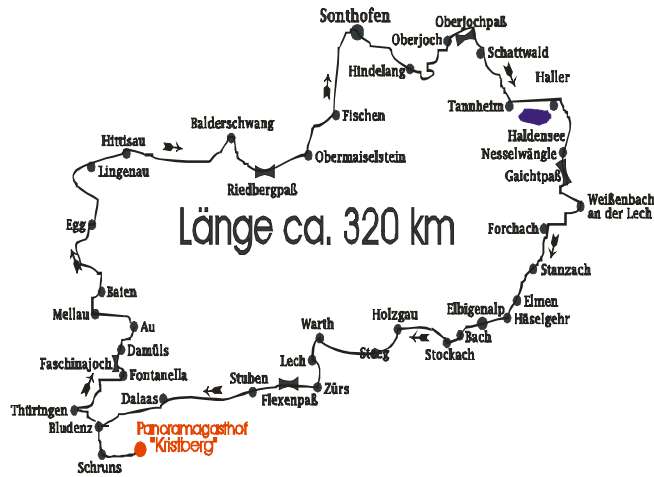 Sonthofen
Oberjochpaß
Oberjoch
Schattwald
Hindelang
Haller
Tannheim
Fischen
Balderschwang
Haldensee
Hittisau
Nesselwängle
Obermaiselstein
Lingenau
Gaichtpaß
Riedbergpaß
Weißenbach
an der Lech
Egg
Länge ca. 320 km
Forchach
Stanzach
Baien
Elmen
Mellau
Holzgau
Elbigenalp
Häselgehr
Warth
Au
Bach
Damüls
Steeg
Stockach
Lech
Faschinajoch
Fontanella
Stuben
Zürs
Dalaas
Flexenpaß
Thüringen
Bludenz
Panoramagasthof
"Kristberg"
Schruns